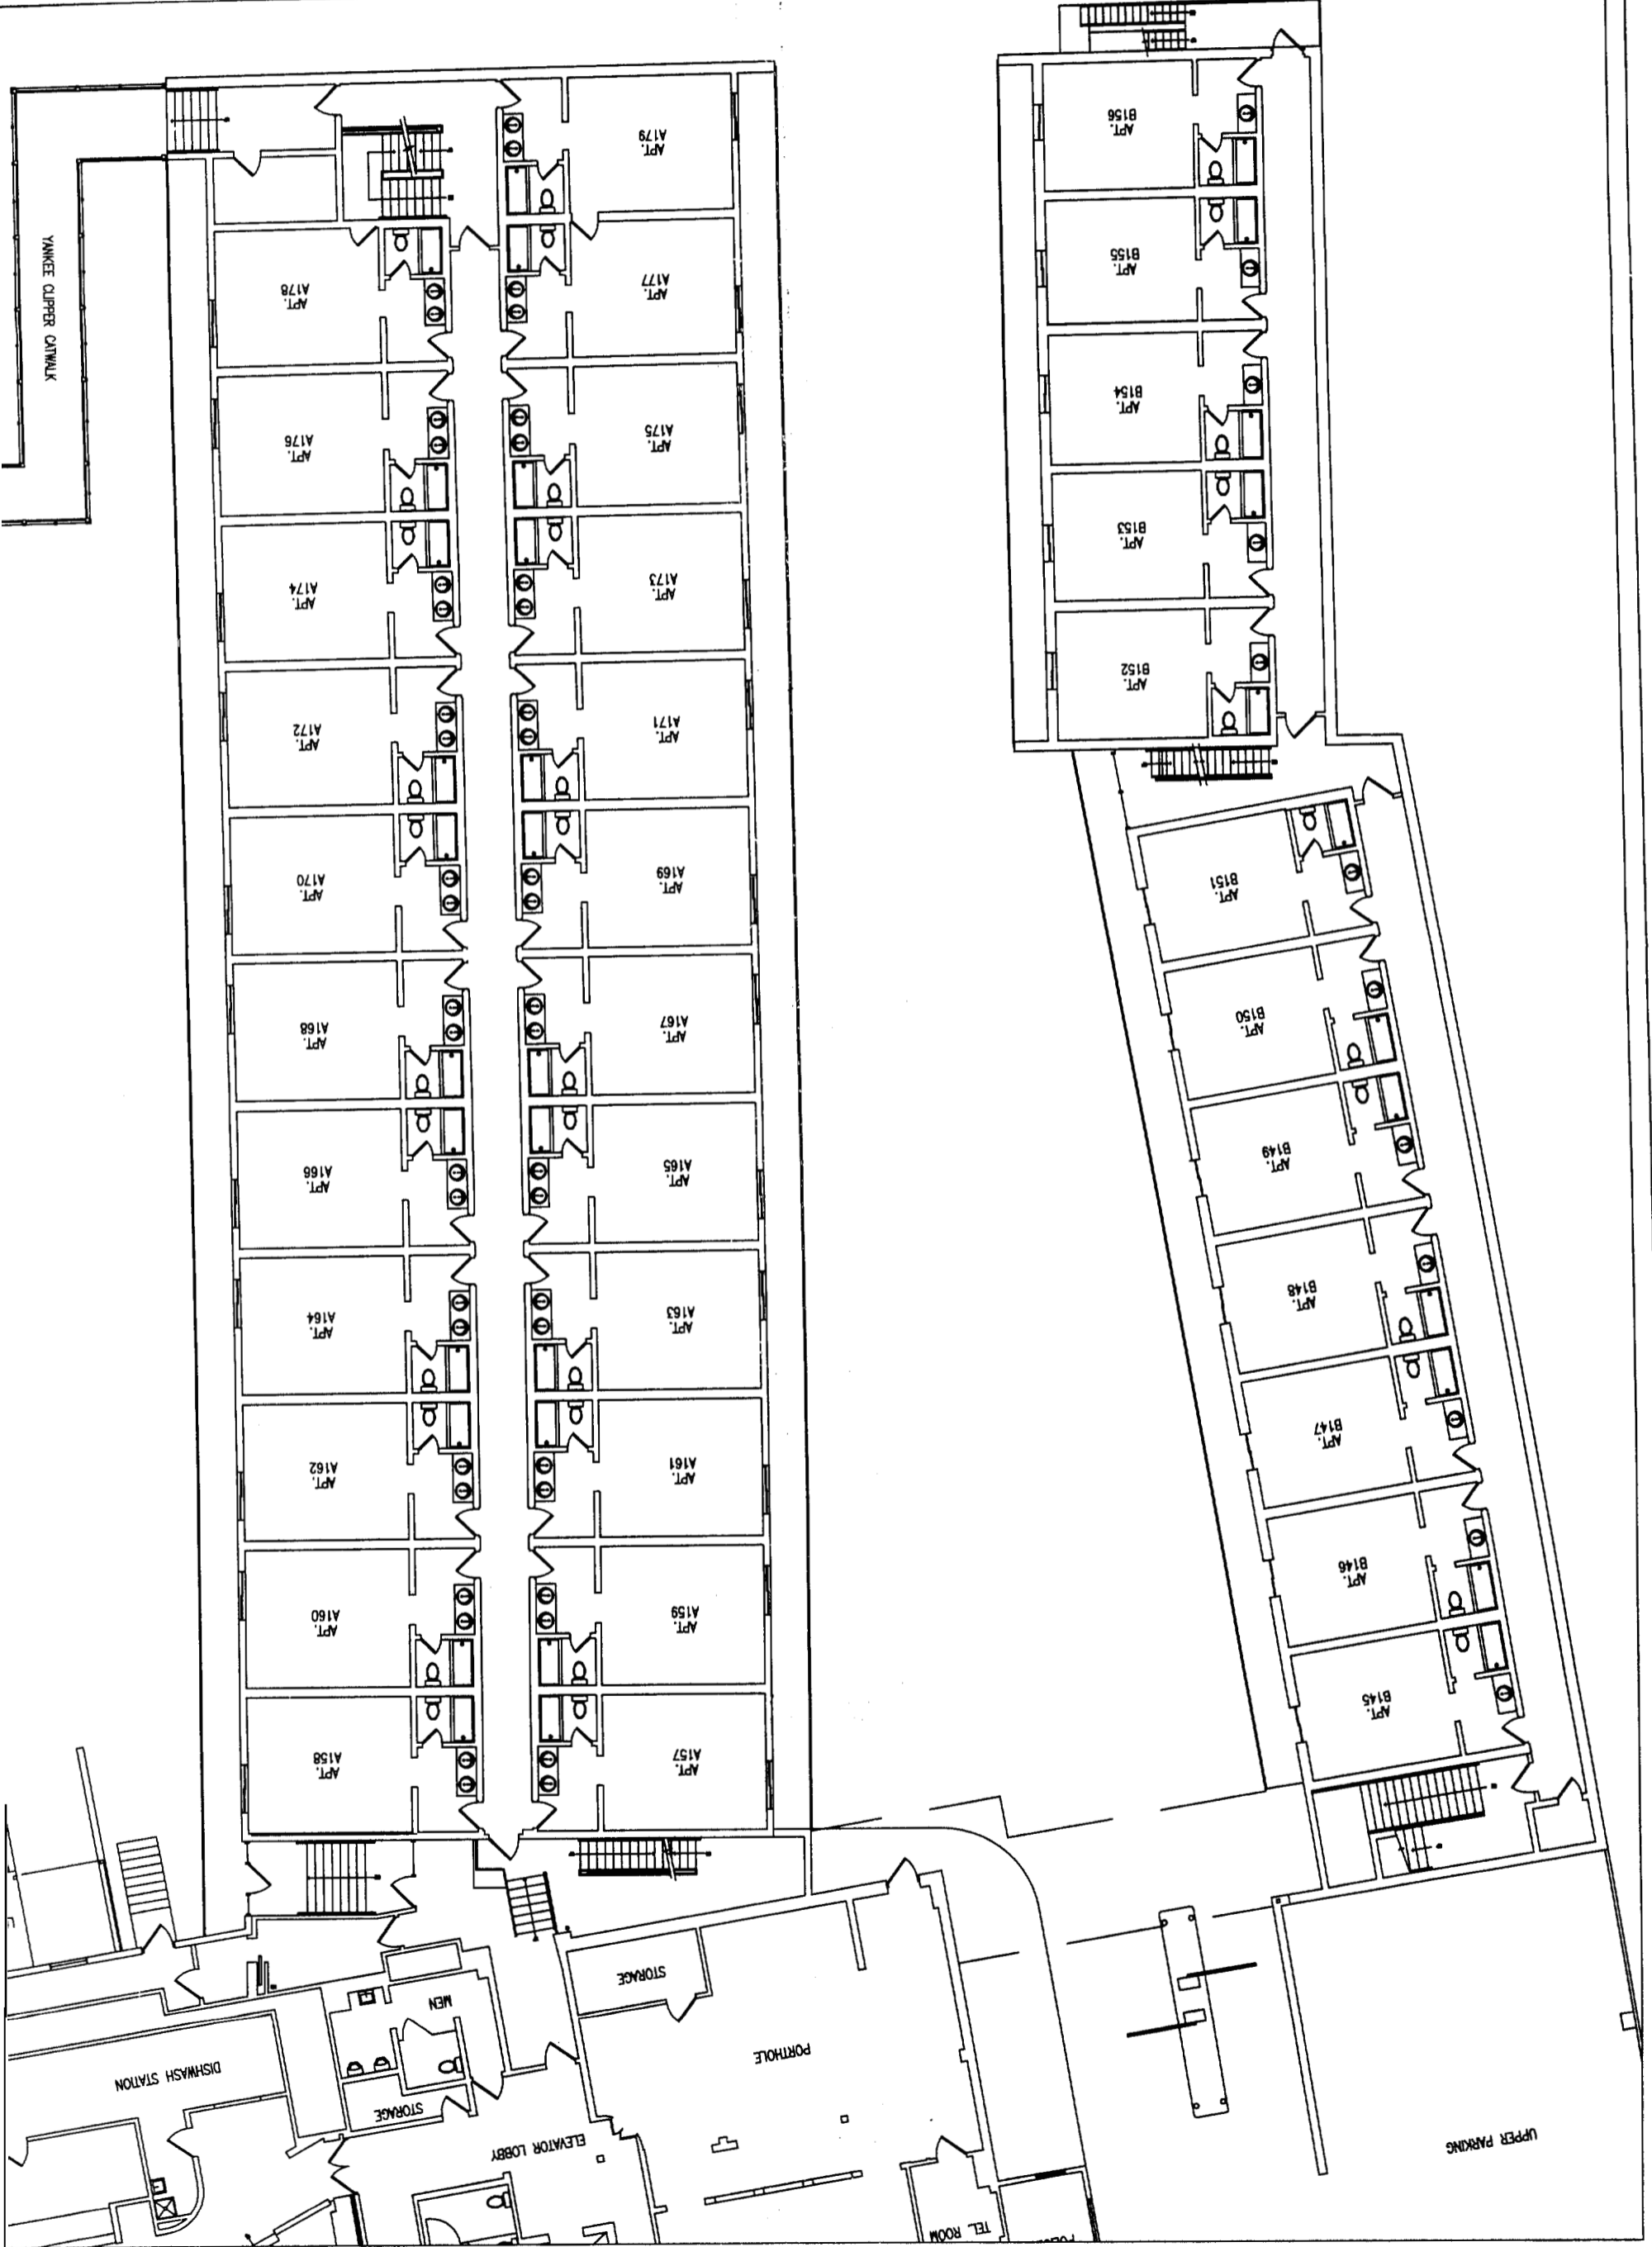 YANKEE CLIPPER CATWALK
APT.
A179
APT.
A178
APT.
A177
APT.
A176
APT.
A175
APT.
A174
APT.
A173
APT.
A172
APT.
A171
APT.
A170
APT.
A169
APT.
A168
APT.
A167
APT.
A166
APT.
A165
APT.
A164
APT.
A163
APT.
A162
APT.
A161
APT.
A160
APT.
A159
APT.
A158
APT.
A157
APT.
B156
APT.
B155
APT.
B154
APT.
B153
APT.
B152
APT.
B151
APT.
B150
APT.
B149
APT.
B148
APT.
B147
APT.
B146
APT.
B145
STORAGE
MEN
DISHWASH STATION
STORAGE
ELEVATOR LOBBY
PORTHOLE
TEL. ROOM
UPPER PARKING